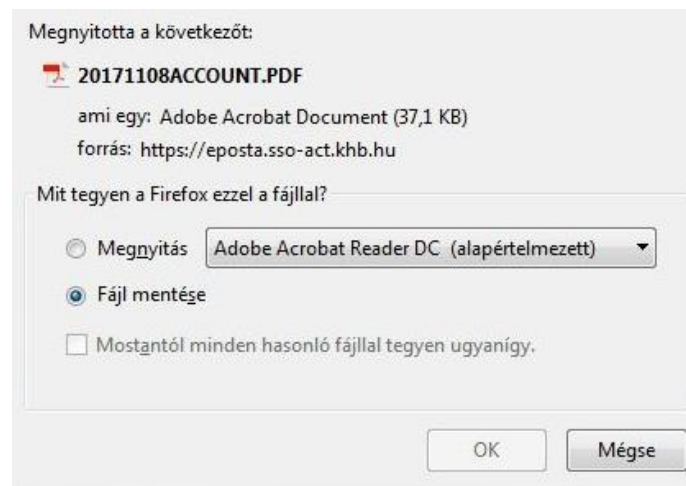 Megnyitotta a következőt:
20171108ACCOUNT.PDF
ami egy: Adobe Acrobat Document (37,1 KB)
forrás: https://eposta.sso-act.khb.hu
Mit tegyen a Firefox ezzel a fájllal?
Megnyitás Adobe Acrobat Reader DC (alapértelmezett)
Fájl mentése
Mostantól minden hasonló fájllal tegyen ugyanígy.
OK Mégse